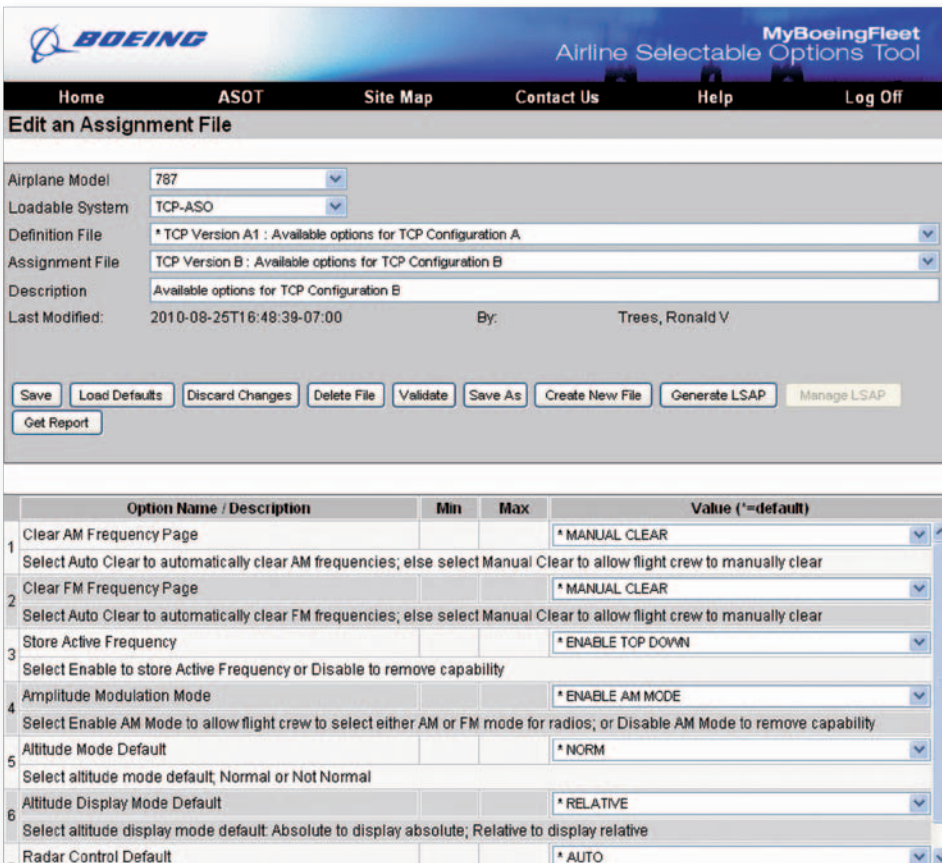 BOEING
MyBoeingFleet
Airline Selectable Options Tool
Home ASOT Site Map Contact Us Help Log Off
Edit an Assignment File
Airplane Model 787
Loadable System TCP-ASO
Definition File * TCP Version A1 : Available options for TCP Configuration A
Assignment File TCP Version B : Available options for TCP Configuration B
Description Available options for TCP Configuration B
Last Modified: 2010-08-25T16:48:39-07:00 By: Trees, Ronald V
Save Load Defaults Discard Changes Delete File Validate Save As Create New File Generate LSAP Manage LSAP
Get Report
Option Name / Description Min Max Value (*=default)
1 Clear AM Frequency Page * MANUAL CLEAR
Select Auto Clear to automatically clear AM frequencies; else select Manual Clear to allow flight crew to manually clear
2 Clear FM Frequency Page * MANUAL CLEAR
Select Auto Clear to automatically clear FM frequencies; else select Manual Clear to allow flight crew to manually clear
3 Store Active Frequency * ENABLE TOP DOWN
Select Enable to store Active Frequency or Disable to remove capability
4 Amplitude Modulation Mode * ENABLE AM MODE
Select Enable AM Mode to allow flight crew to select either AM or FM mode for radios; or Disable AM Mode to remove capability
5 Altitude Mode Default * NORM
Select altitude mode default; Normal or Not Normal
6 Altitude Display Mode Default * RELATIVE
Select altitude display mode default: Absolute to display absolute; Relative to display relative
Radar Control Default * AUTO